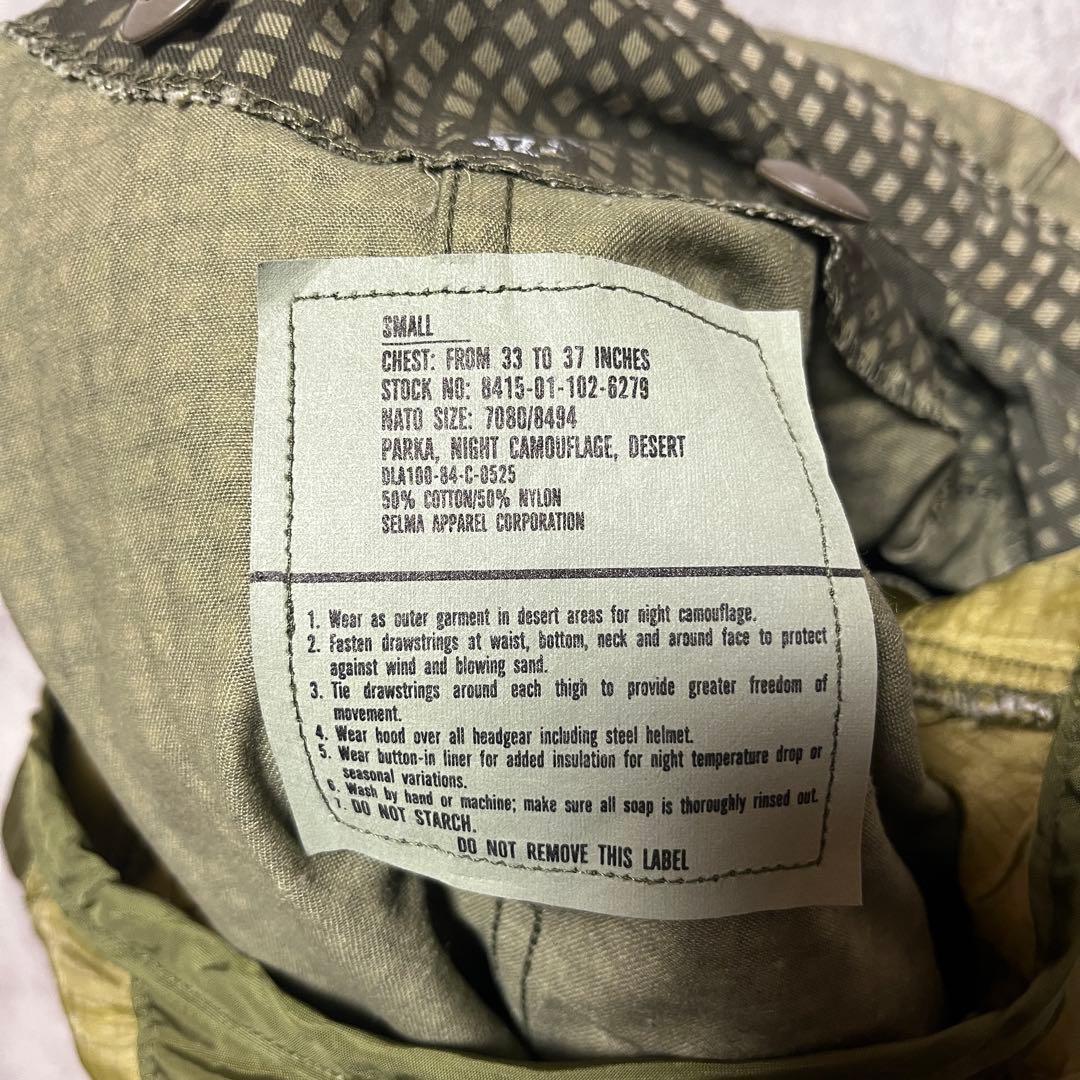 SMALL
CHEST: FROM 33 TO 37 INCHES
STOCK NO: 8415-01-102-6279
NATO SIZE: 7080/8494
PARKA, NIGHT CAMOUFLAGE, DESERT
DLA100-84-C-0525
50% COTTON/50% NYLON
SELMA APPAREL CORPORATION
1. Wear as outer garment in desert areas for night camouflage.
2. Fasten drawstrings at waist, bottom, neck and around face to protect
against wind and blowing sand.
3. Tie drawstrings around each thigh to provide greater freedom of
movement.
4. Wear hood over all headgear including steel helmet.
5. Wear button-in liner for added insulation for night temperature drop or
seasonal variations.
6. Wash by hand or machine; make sure all soap is thoroughly rinsed out.
7. DO NOT STARCH.
DO NOT REMOVE THIS LABEL